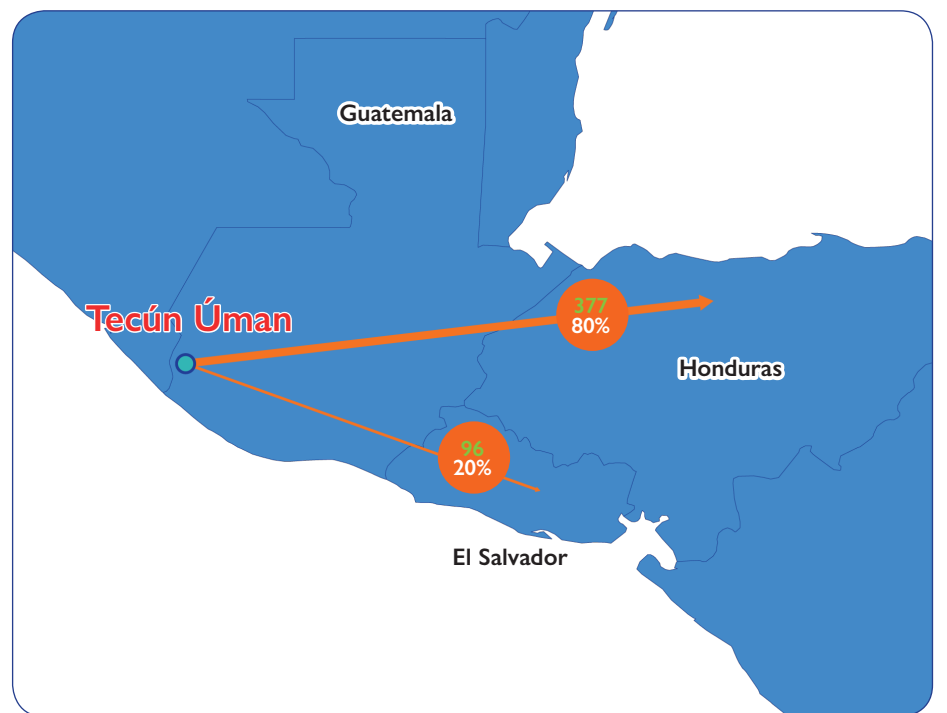 Guatemala
Tecún Úman
377
80%
Honduras
96
20%
El Salvador